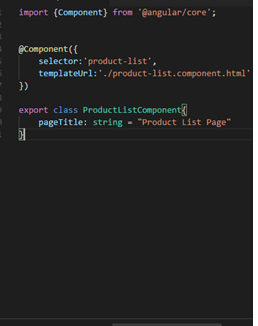 import {Component} from '@angular/core';
@Component({
selector:'product-list',
templateUrl:'./product-list.component.html'
})
export class ProductListComponent{
pageTitle: string = "Product List Page"
}